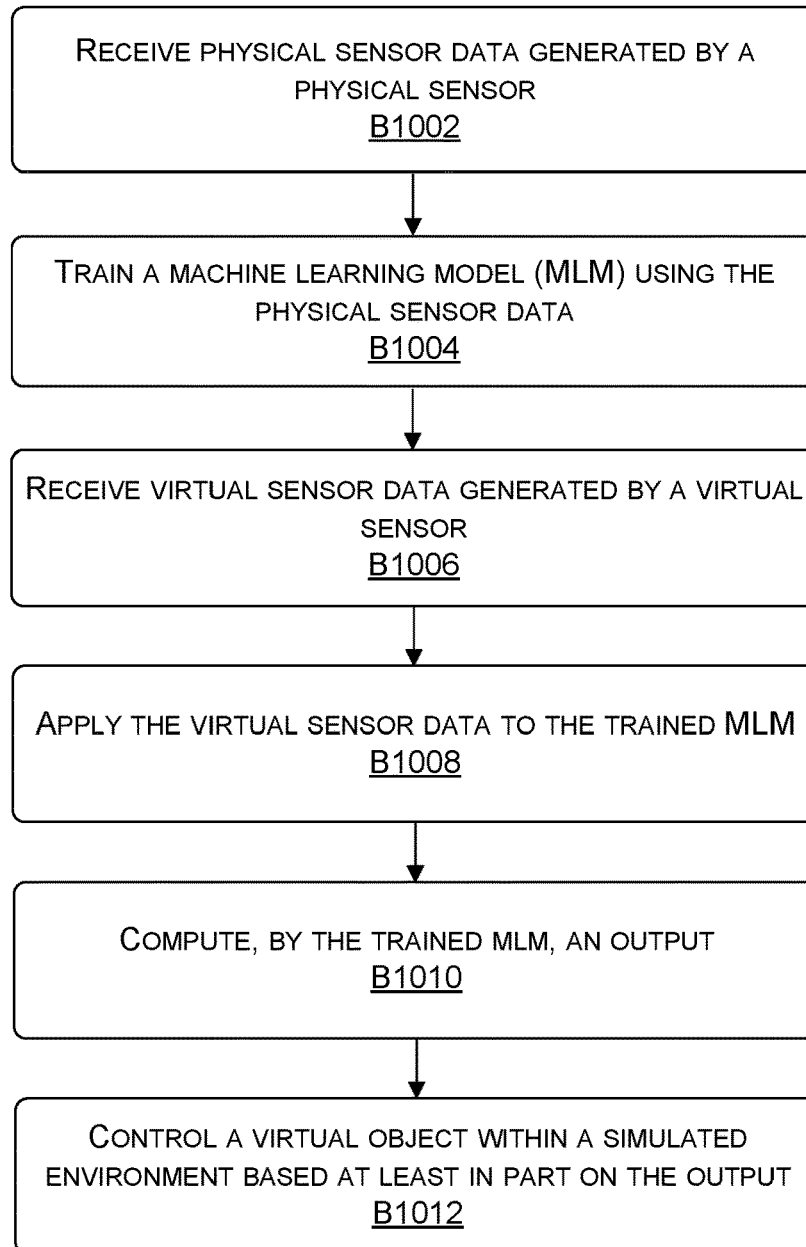 RECEIVE PHYSICAL SENSOR DATA GENERATED BY A
PHYSICAL SENSOR
B1002
TRAIN A MACHINE LEARNING MODEL (MLM) USING THE
PHYSICAL SENSOR DATA
B1004
RECEIVE VIRTUAL SENSOR DATA GENERATED BY A VIRTUAL
SENSOR
B1006
APPLY THE VIRTUAL SENSOR DATA TO THE TRAINED MLM
B1008
COMPUTE, BY THE TRAINED MLM, AN OUTPUT
B1010
CONTROL A VIRTUAL OBJECT WITHIN A SIMULATED
ENVIRONMENT BASED AT LEAST IN PART ON THE OUTPUT
B1012